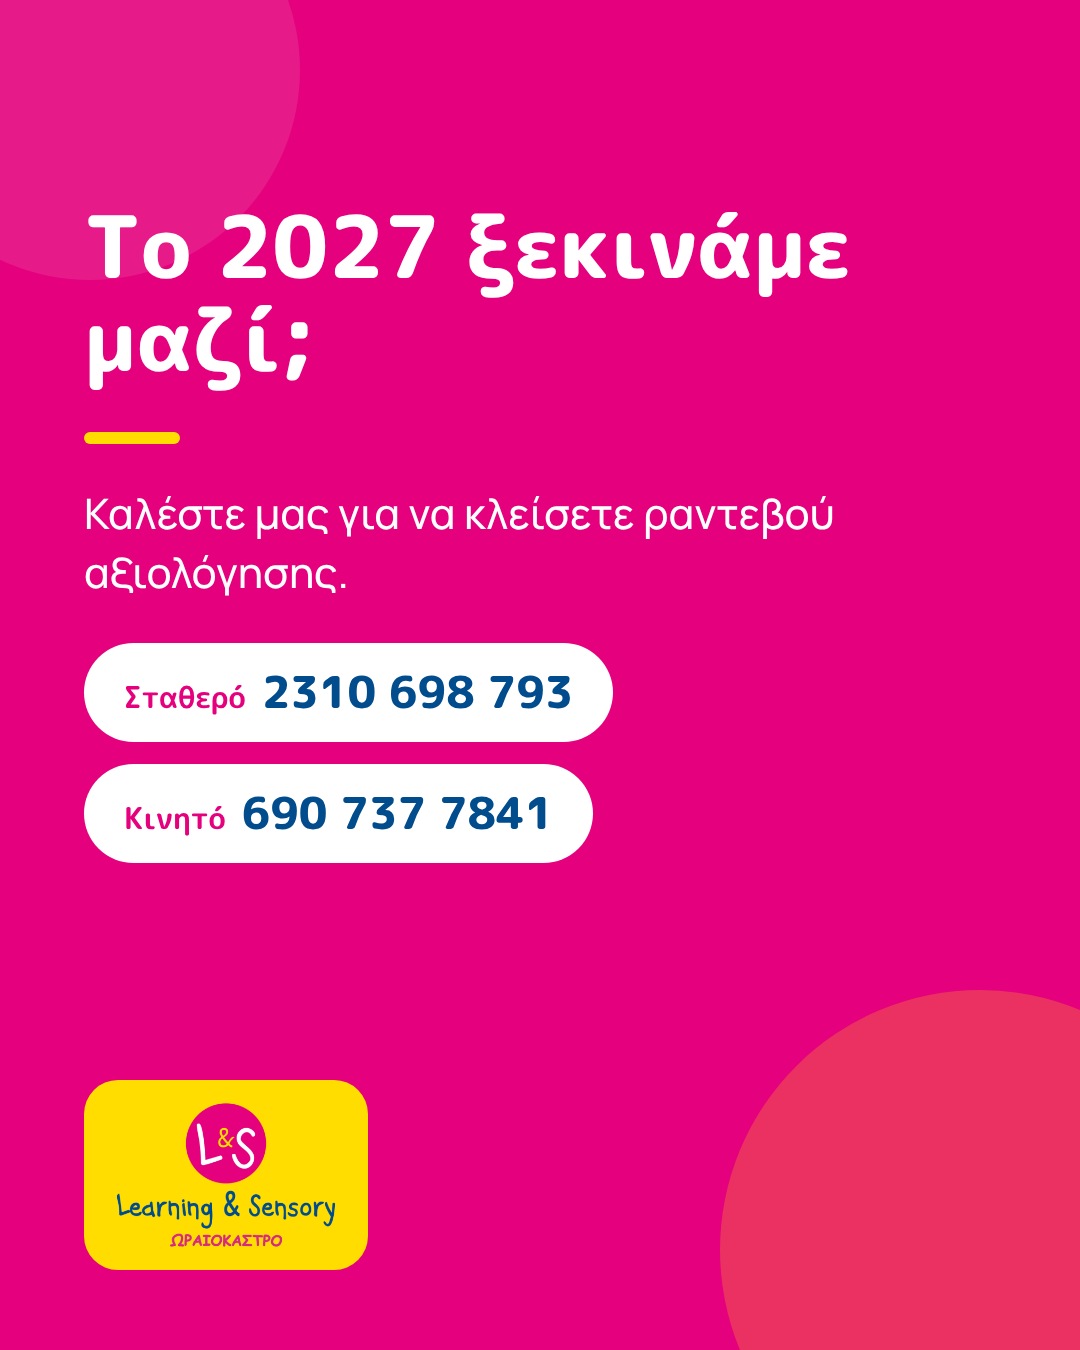 Το 2027 ξεκινάμε
μαζί;
Καλέστε μας για να κλείσετε ραντεβού
αξιολόγησης.
Σταθερό 2310 698 793
Κινητό 690 737 7841
L&S
Learning & Sensory
ΩΡΑΙΟΚΑΣΤΡΟ